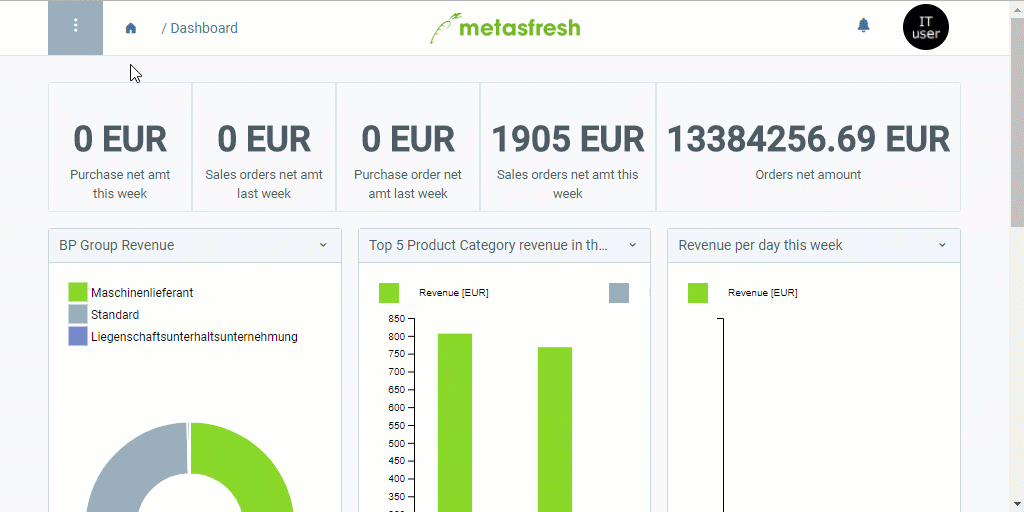 / Dashboard
metasfresh
IT
user
0 EUR
Purchase net amt
this week
0 EUR
Sales orders net amt
last week
0 EUR
Purchase order net
amt last week
1905 EUR
Sales orders net amt this
week
13384256.69 EUR
Orders net amount
BP Group Revenue
Maschinenlieferant
Standard
Liegenschaftsunterhaltsunternehmung
Top 5 Product Category revenue in th...
Revenue [EUR]
850
800
750
700
650
600
550
500
450
400
350
Revenue per day this week
Revenue [EUR]